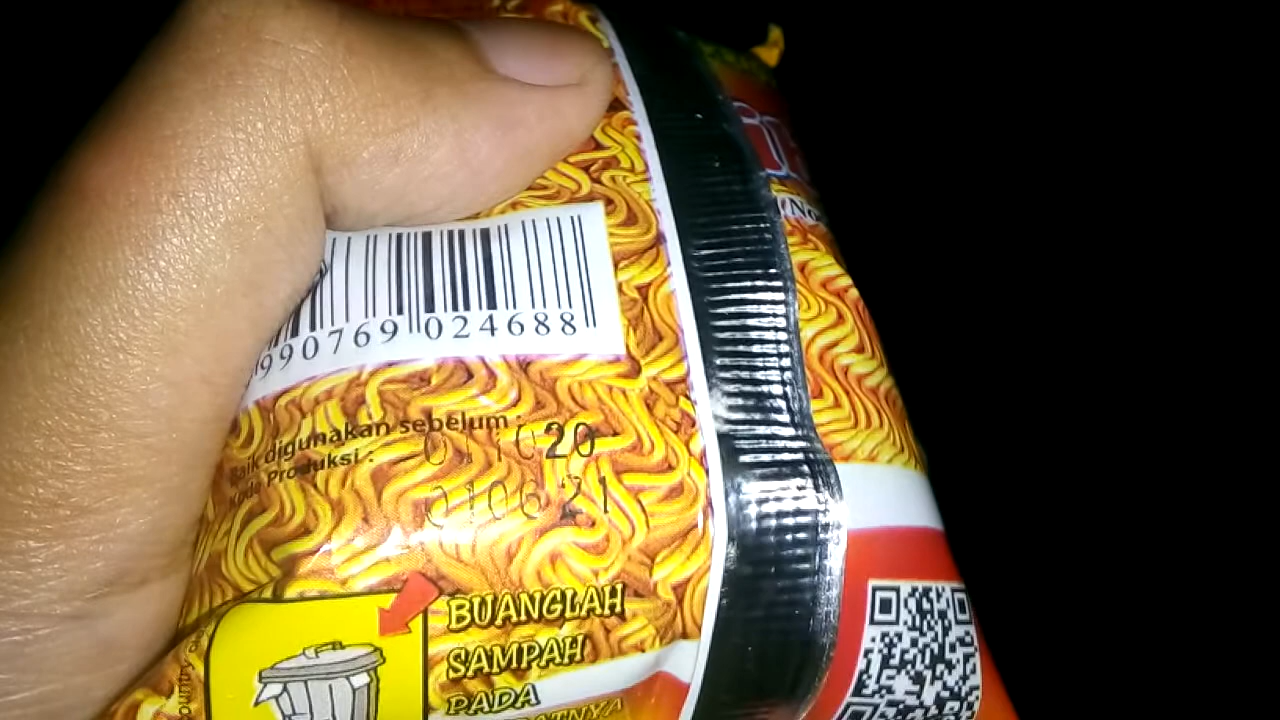 990769 024688
Baik digunakan sebelum :
Kode Produksi :
011020
010621
BUANGLAH
SAMPAH
PADA